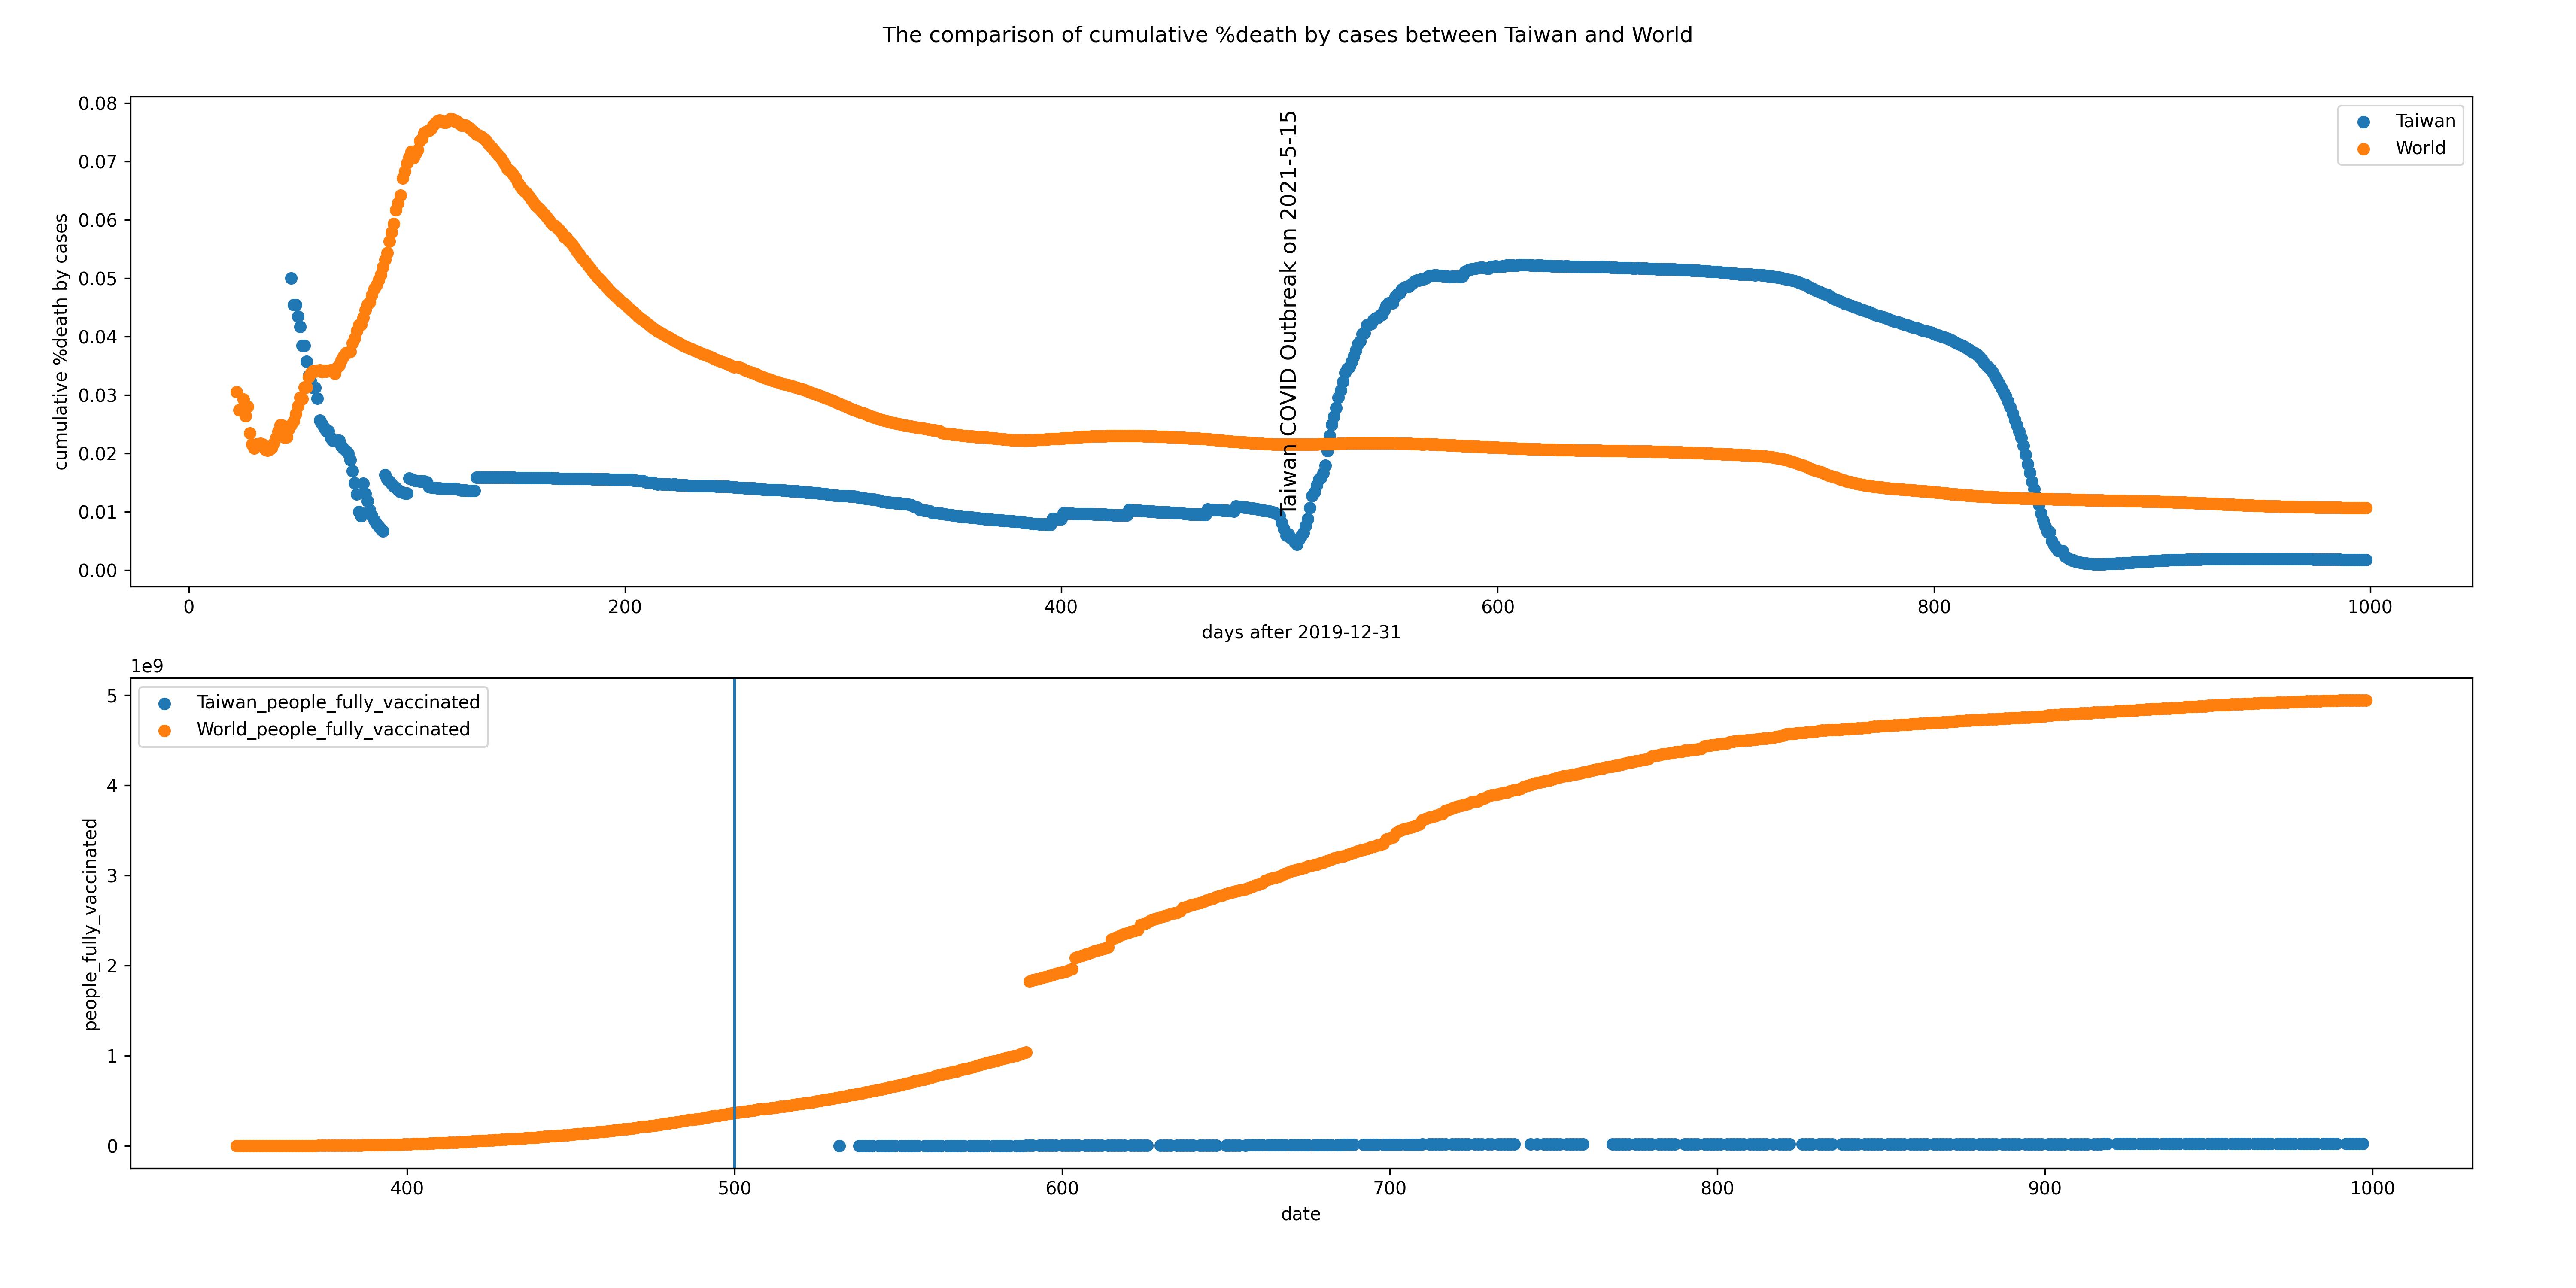 The comparison of cumulative %death by cases between Taiwan and World
0.08
0.07
0.06
0.05
0.04
0.03
0.02
0.01
0.00
cumulative %death by cases
Taiwan COVID Outbreak on 2021-5-15
Taiwan
World
0 200 400 600 800 1000
days after 2019-12-31
1e9
5
4
3
2
1
0
people_fully_vaccinated
Taiwan_people_fully_vaccinated
World_people_fully_vaccinated
400 500 600 700 800 900 1000
date